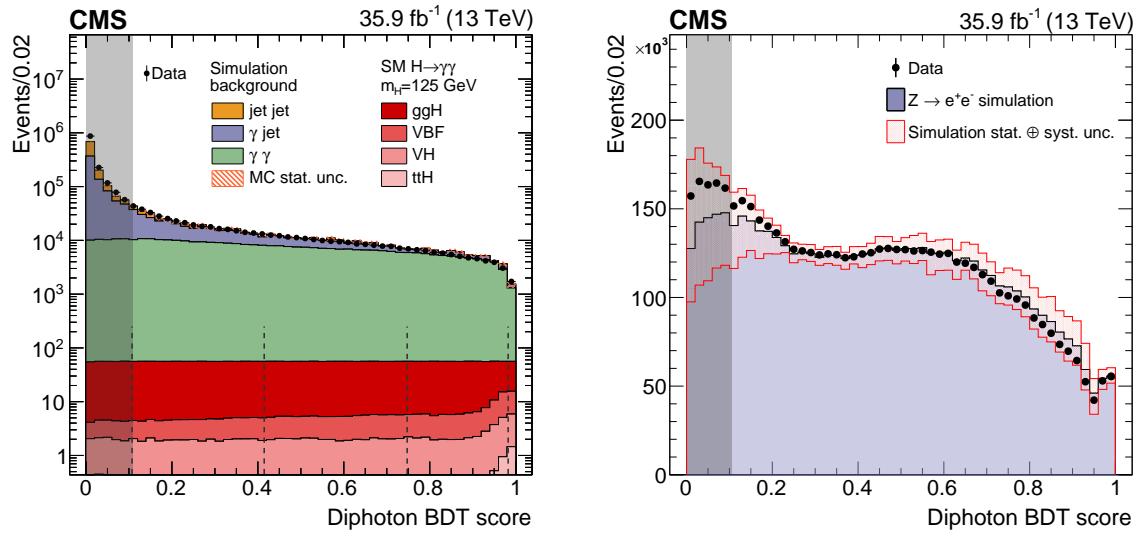 CMS 35.9 fb⁻¹ (13 TeV)
Events/0.02
10⁷
10⁶
10⁵
10⁴
10³
10²
10
1
Data
Simulation background
jet jet
γ jet
γ γ
MC stat. unc.
SM H→γγ
m_H=125 GeV
ggH
VBF
VH
ttH
0 0.2 0.4 0.6 0.8 1
Diphoton BDT score
CMS 35.9 fb⁻¹ (13 TeV)
×10³
Events/0.02
200
150
100
50
0
Data
Z → e⁺e⁻ simulation
Simulation stat. ⊕ syst. unc.
0 0.2 0.4 0.6 0.8 1
Diphoton BDT score